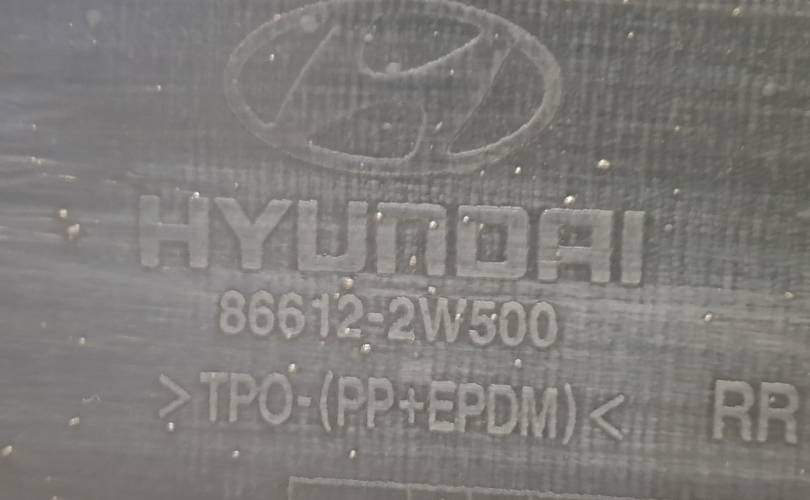 HYUNDAI
86612-2W500
>TPO-(PP+EPDM)< RR